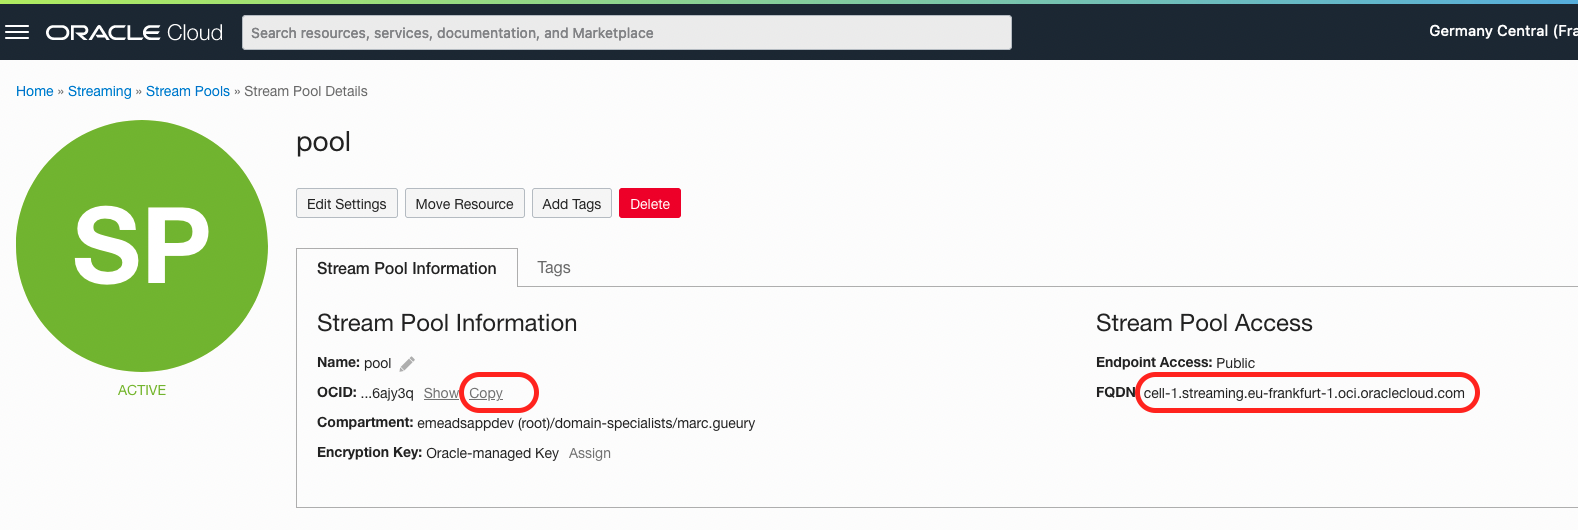 ORACLE Cloud
Search resources, services, documentation, and Marketplace
Germany Central (Fra
Home » Streaming » Stream Pools » Stream Pool Details
SP
ACTIVE
pool
Edit Settings Move Resource Add Tags Delete
Stream Pool Information Tags
Stream Pool Information
Name: pool
OCID: ...6ajy3q Show Copy
Compartment: emeadsappdev (root)/domain-specialists/marc.gueury
Encryption Key: Oracle-managed Key Assign
Stream Pool Access
Endpoint Access: Public
FQDN cell-1.streaming.eu-frankfurt-1.oci.oraclecloud.com